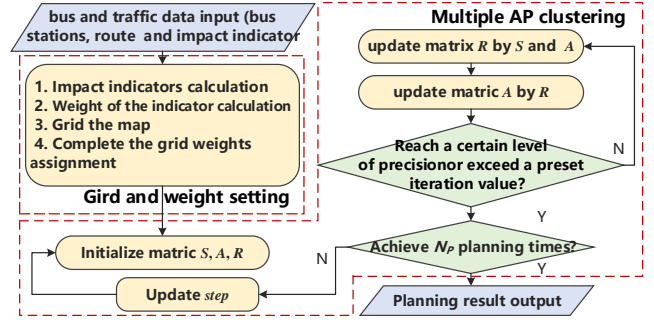 bus and traffic data input (bus
stations, route and impact indicator
1. Impact indicators calculation
2. Weight of the indicator calculation
3. Grid the map
4. Complete the grid weights
assignment
Gird and weight setting
Initialize matric S, A, R
Update step
Multiple AP clustering
update matrix R by S and A
update matric A by R
Reach a certain level
of precisionor exceed a preset
iteration value?
N
Y
Achieve NP planning times?
N
Y
Planning result output